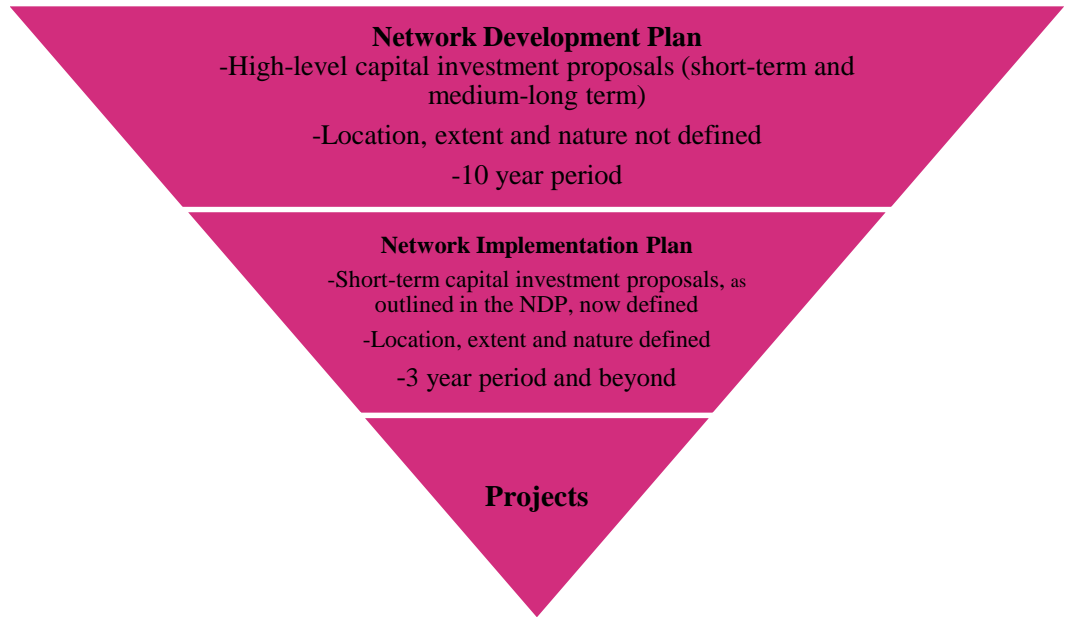 Network Development Plan
-High-level capital investment proposals (short-term and
medium-long term)
-Location, extent and nature not defined
-10 year period
Network Implementation Plan
-Short-term capital investment proposals, as
outlined in the NDP, now defined
-Location, extent and nature defined
-3 year period and beyond
Projects